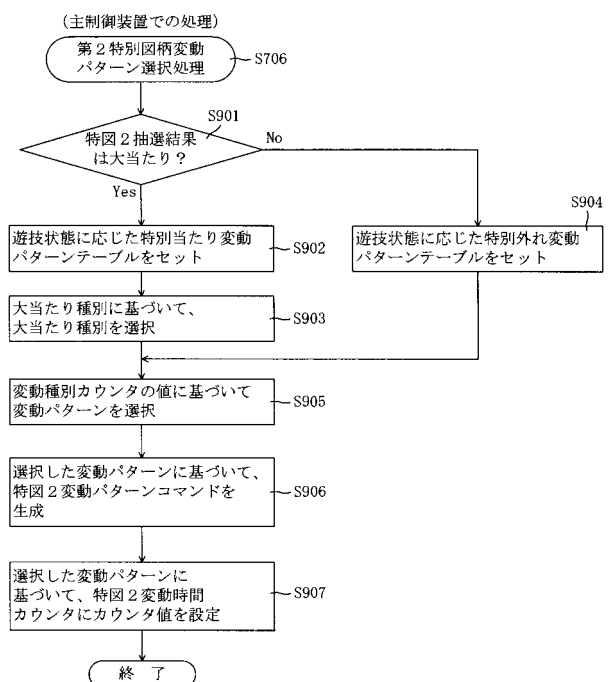 (主制御装置での処理)
第2特別図柄変動
パターン選択処理
S706
S901
特図2抽選結果
は大当たり?
No
Yes
S904
遊技状態に応じた特別当たり変動
パターンテーブルをセット
S902
遊技状態に応じた特別外れ変動
パターンテーブルをセット
大当たり種別に基づいて、
大当たり種別を選択
S903
変動種別カウンタの値に基づいて
変動パターンを選択
S905
選択した変動パターンに基づいて、
特図2変動パターンコマンドを
生成
S906
選択した変動パターンに
基づいて、特図2変動時間
カウンタにカウンタ値を設定
S907
終 了